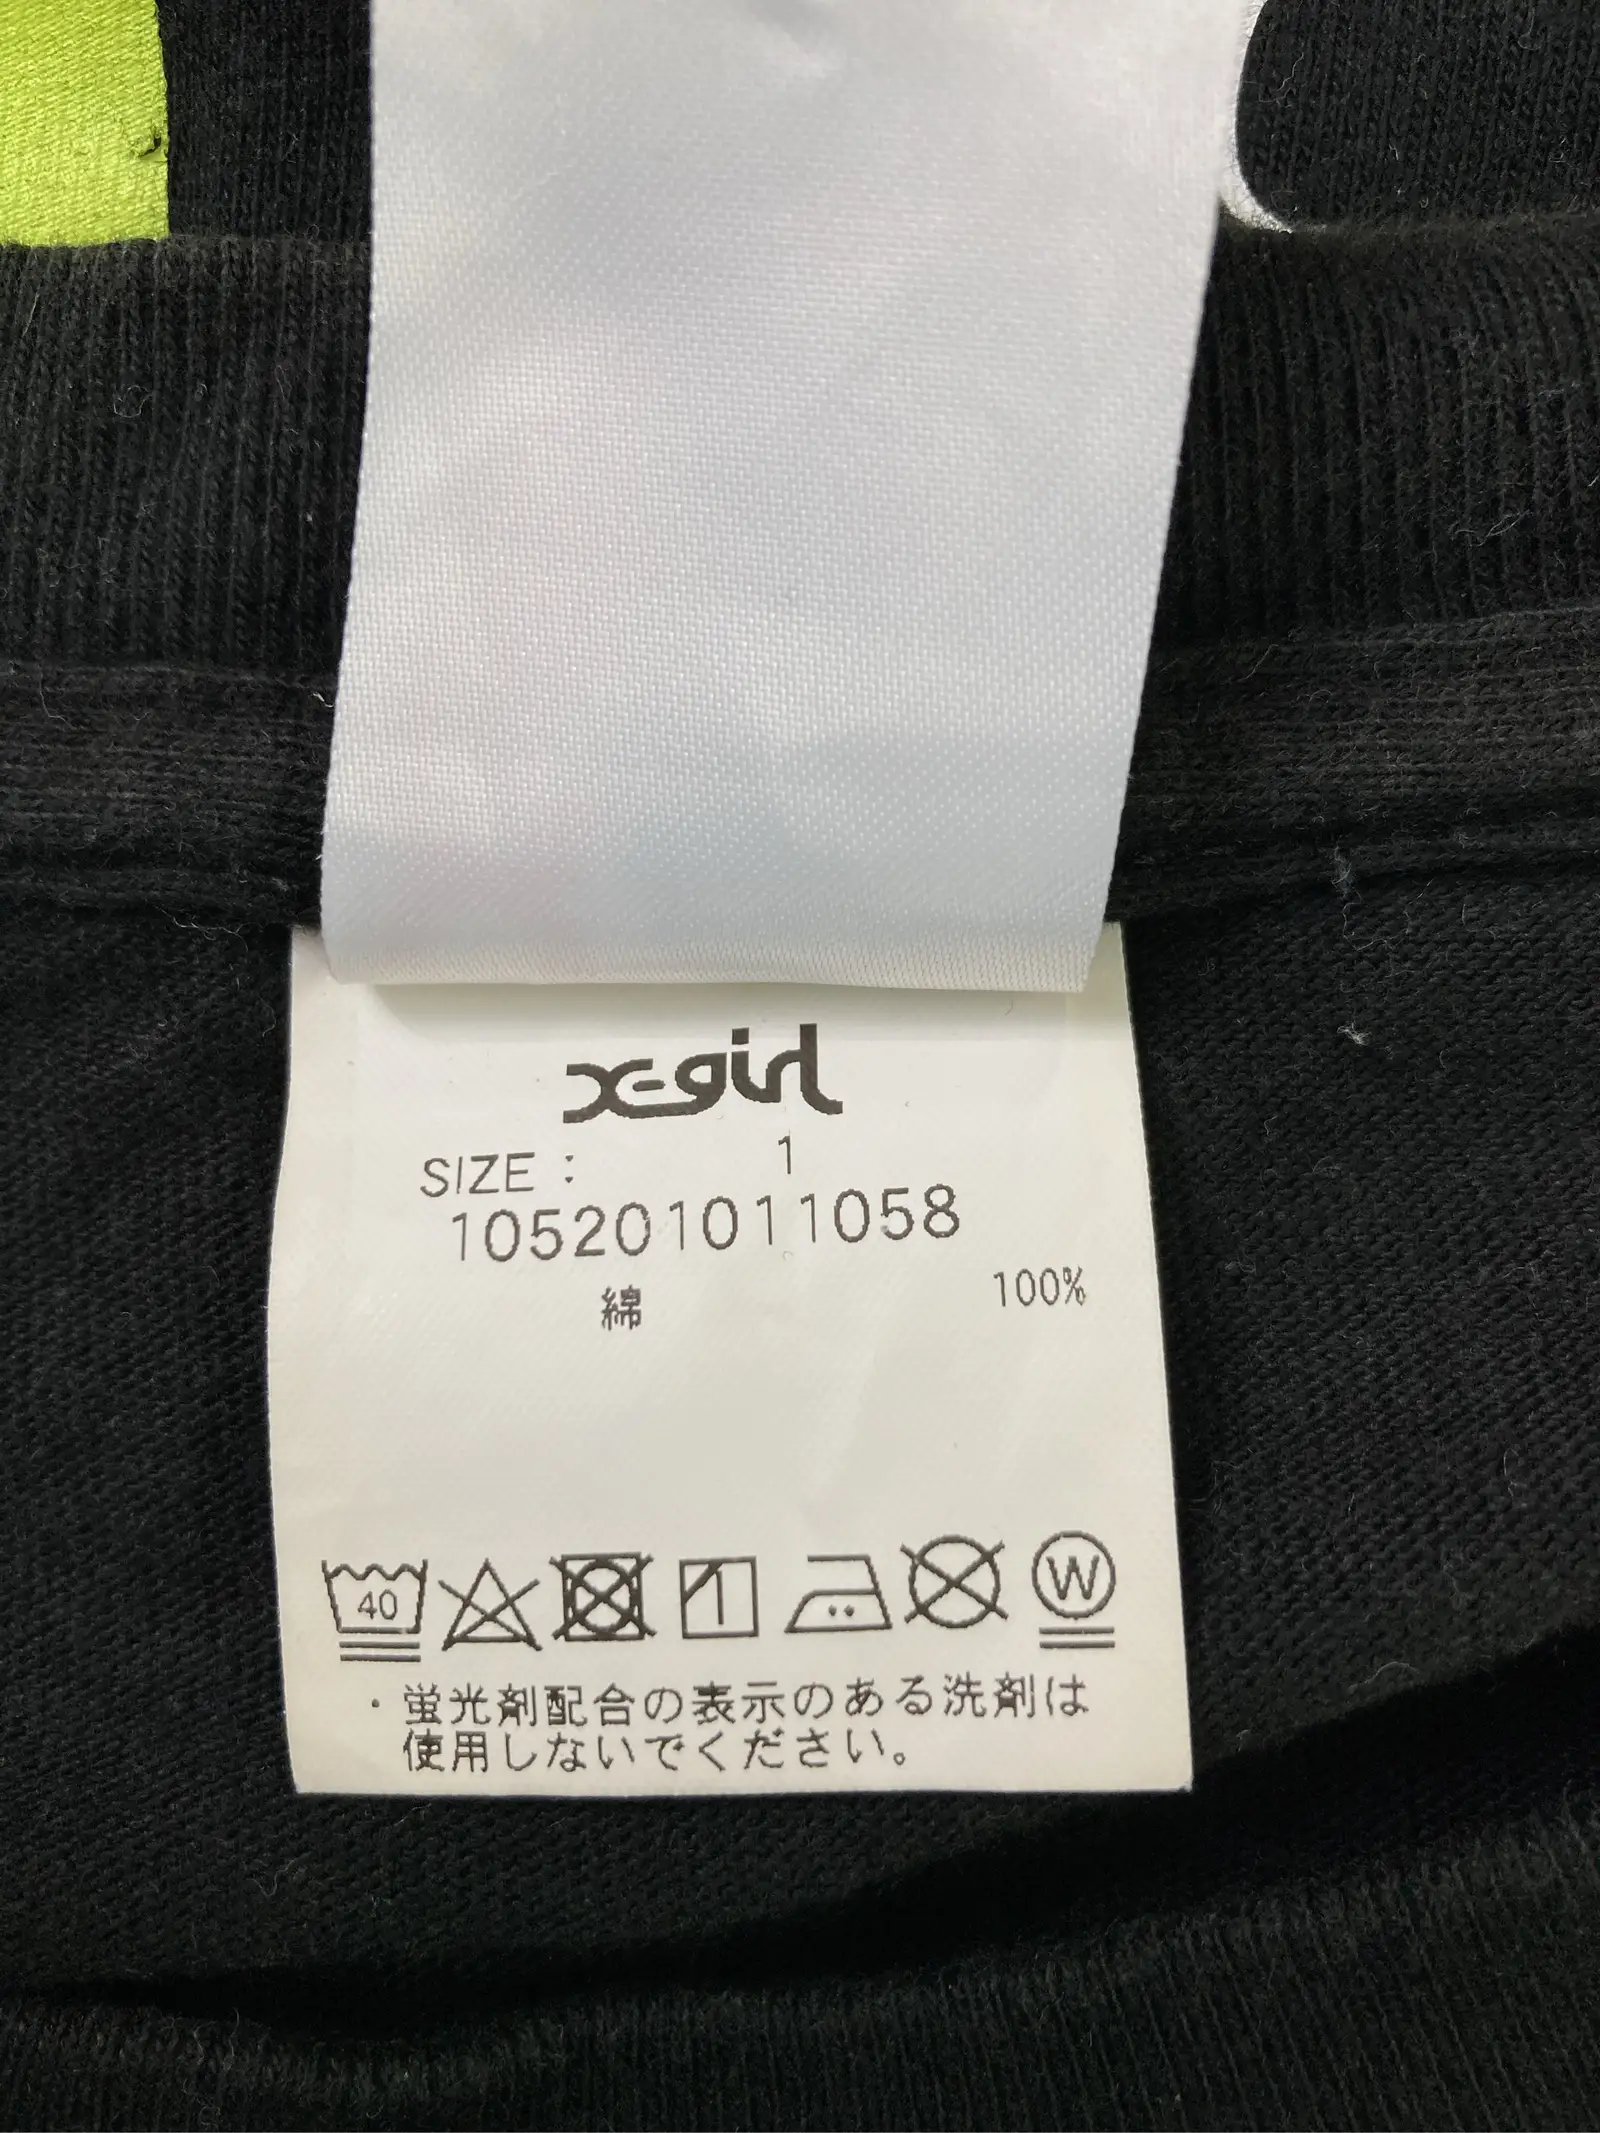 X-girl
SIZE : 1
105201011058
綿 100%
40 W
・蛍光剤配合の表示のある洗剤は
使用しないでください。